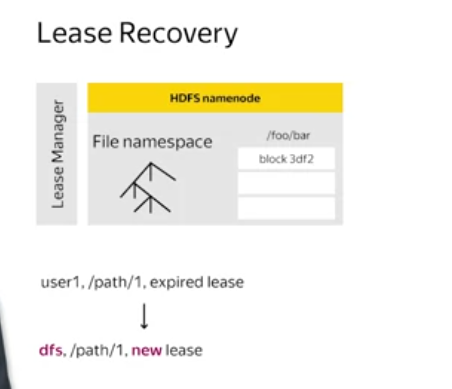 Lease Recovery
Lease Manager
HDFS namenode
File namespace
/foo/bar
block 3df2
user1, /path/1, expired lease
dfs, /path/1, new lease